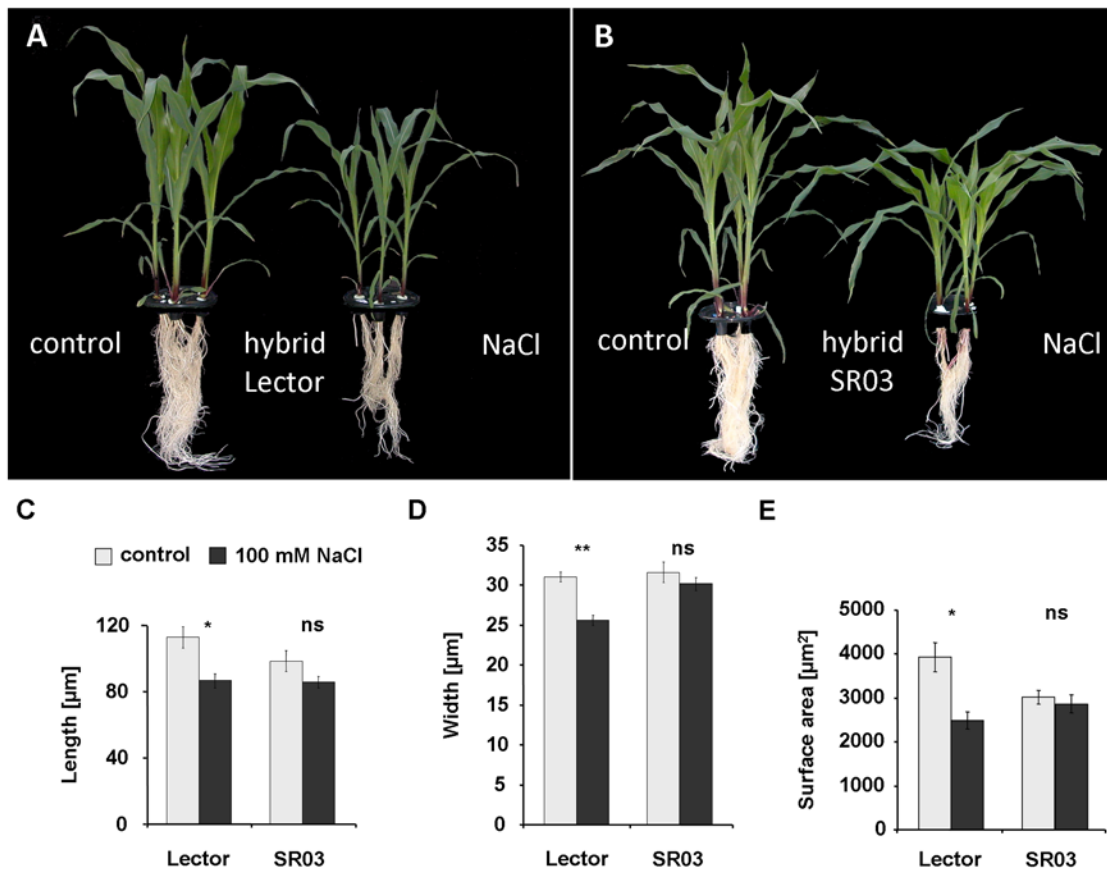 A
control
hybrid
Lector
NaCl
B
control
hybrid
SR03
NaCl
C
control
100 mM NaCl
Length [µm]
120
80
40
0
*
ns
Lector
SR03
D
Width [µm]
35
30
25
20
15
10
5
0
**
ns
Lector
SR03
E
Surface area [µm²]
5000
4000
3000
2000
1000
0
*
ns
Lector
SR03